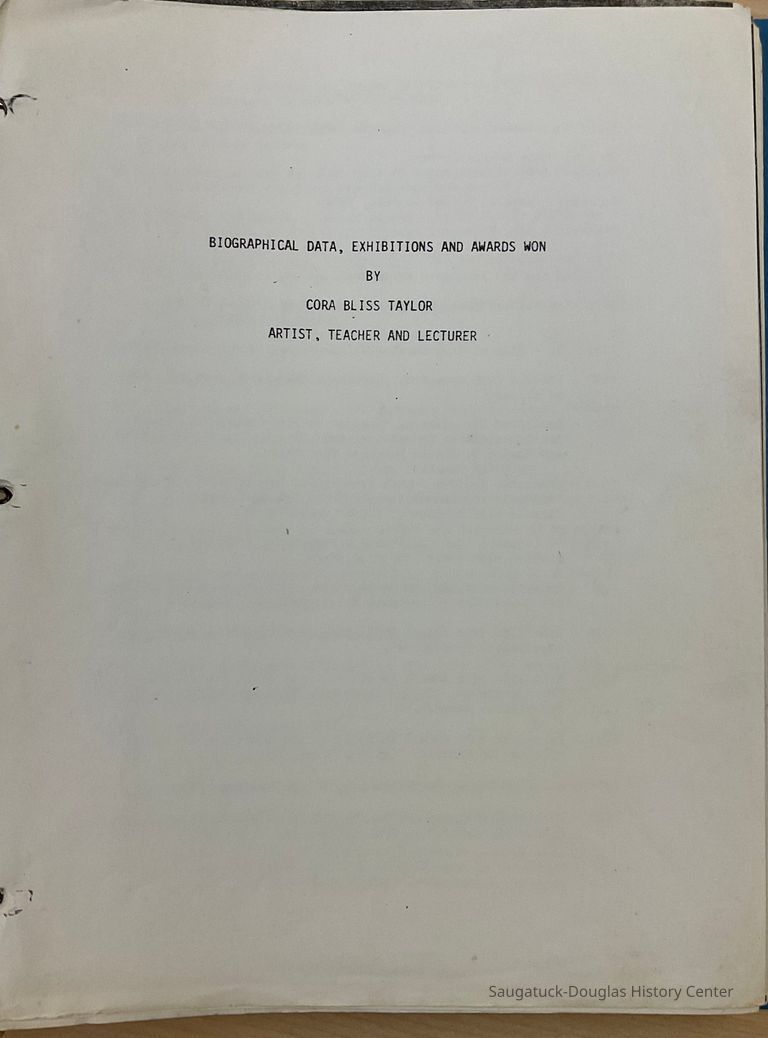 BIOGRAPHICAL DATA, EXHIBITIONS AND AWARDS WON
BY
CORA BLISS TAYLOR
ARTIST, TEACHER AND LECTURER
Saugatuck-Douglas History Center